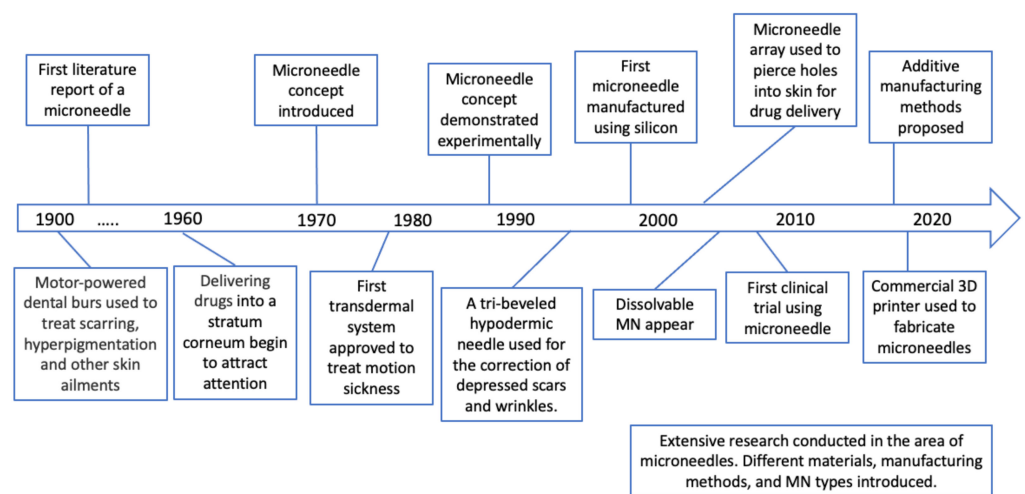 First literature
report of a
microneedle
Microneedle
concept
introduced
Microneedle
concept
demonstrated
experimentally
First
microneedle
manufactured
using silicon
Microneedle
array used to
pierce holes
into skin for
drug delivery
Additive
manufacturing
methods
proposed
1900 ..... 1960 1970 1980 1990 2000 2010 2020
Motor-powered
dental burs used to
treat scarring,
hyperpigmentation
and other skin
ailments
Delivering
drugs into a
stratum
corneum begin
to attract
attention
First
transdermal
system
approved to
treat motion
sickness
A tri-beveled
hypodermic
needle used for
the correction of
depressed scars
and wrinkles.
Dissolvable
MN appear
First clinical
trial using
microneedle
Commercial 3D
printer used to
fabricate
microneedles
Extensive research conducted in the area of
microneedles. Different materials, manufacturing
methods, and MN types introduced.